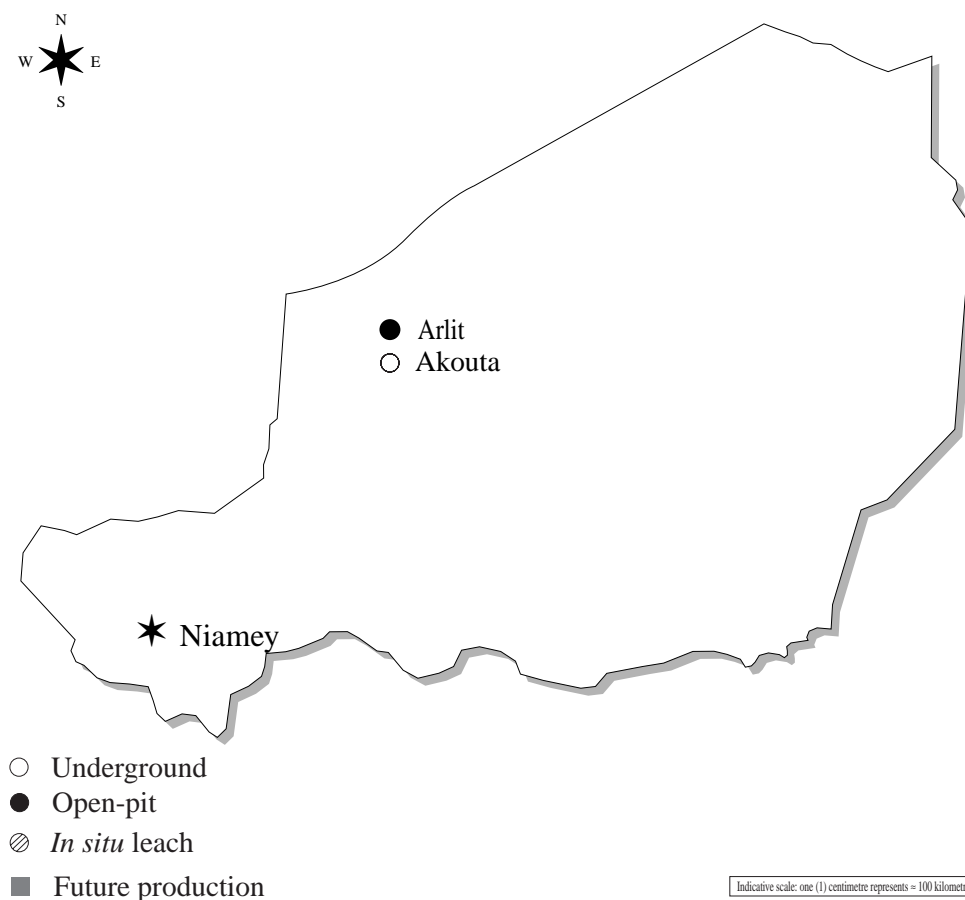 N
W E
S
Arlit
Akouta
Niamey
Underground
Open-pit
In situ leach
Future production
Indicative scale: one (1) centimetre represents ≈ 100 kilometr